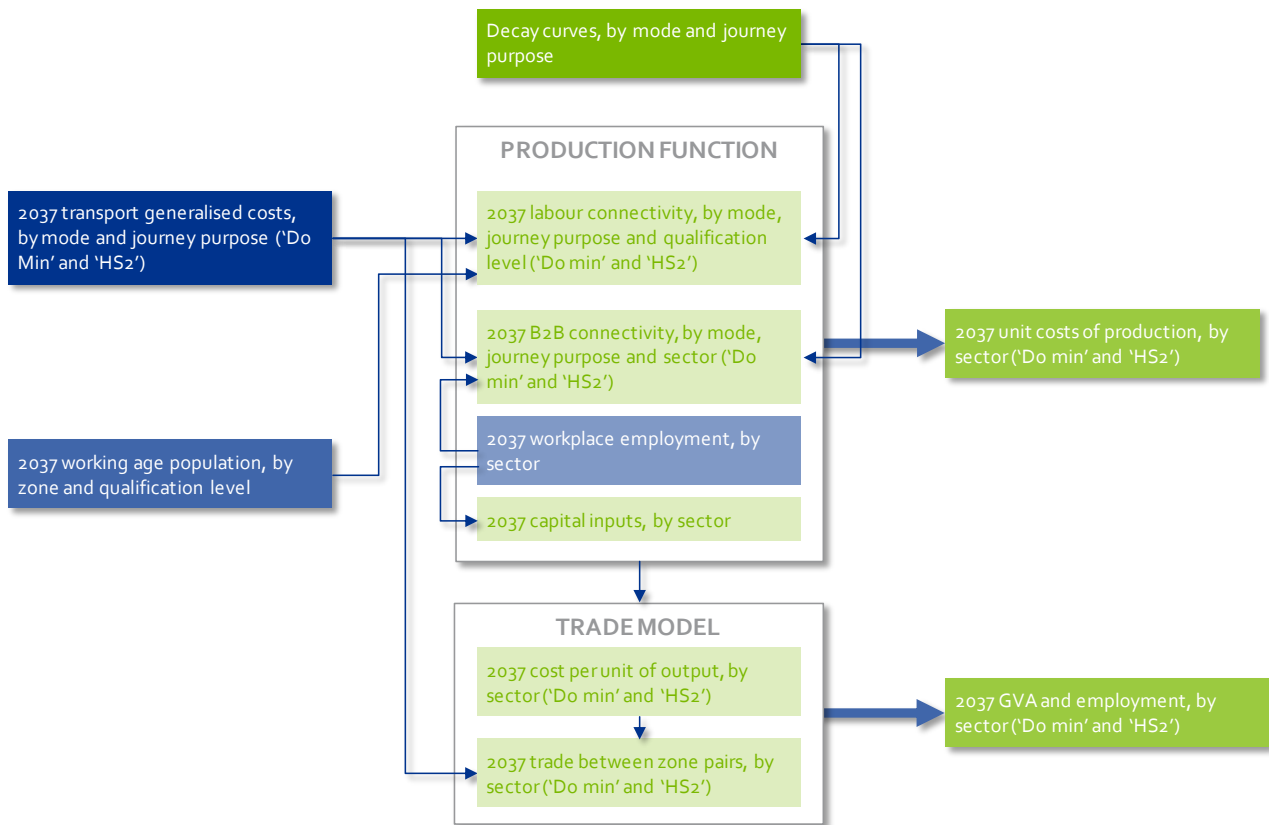 Decay curves, by mode and journey
purpose
PRODUCTION FUNCTION
2037 transport generalised costs,
by mode and journey purpose (‘Do
Min’ and ‘HS2’)
2037 labour connectivity, by mode,
journey purpose and qualification
level (‘Do min’ and ‘HS2’)
2037 B2B connectivity, by mode,
journey purpose and sector (‘Do
min’ and ‘HS2’)
2037 unit costs of production, by
sector (‘Do min’ and ‘HS2’)
2037 working age population, by
zone and qualification level
2037 workplace employment, by
sector
2037 capital inputs, by sector
TRADE MODEL
2037 cost per unit of output, by
sector (‘Do min’ and ‘HS2’)
2037 GVA and employment, by
sector (‘Do min’ and ‘HS2’)
2037 trade between zone pairs, by
sector (‘Do min’ and ‘HS2’)